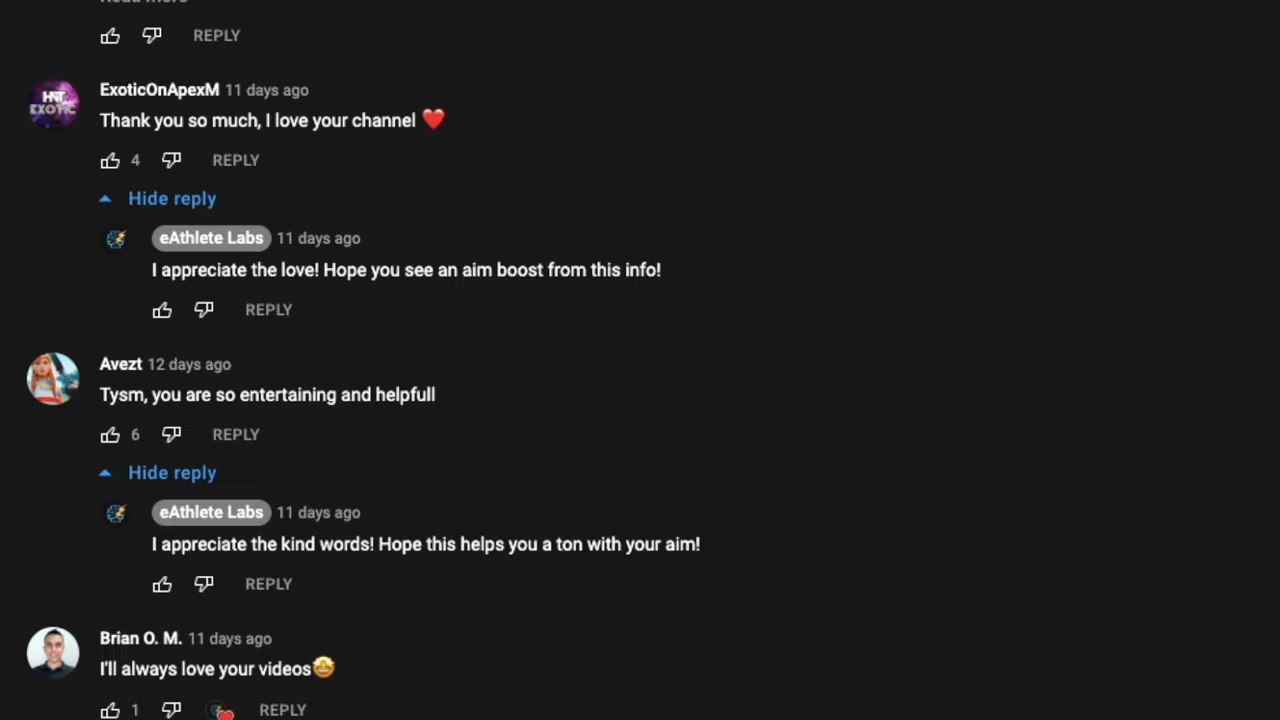 REPLY
ExoticOnApexM 11 days ago
Thank you so much, I love your channel ❤️
4 REPLY
Hide reply
eAthlete Labs 11 days ago
I appreciate the love! Hope you see an aim boost from this info!
REPLY
Avezt 12 days ago
Tysm, you are so entertaining and helpfull
6 REPLY
Hide reply
eAthlete Labs 11 days ago
I appreciate the kind words! Hope this helps you a ton with your aim!
REPLY
Brian O. M. 11 days ago
I'll always love your videos🤩
1 REPLY